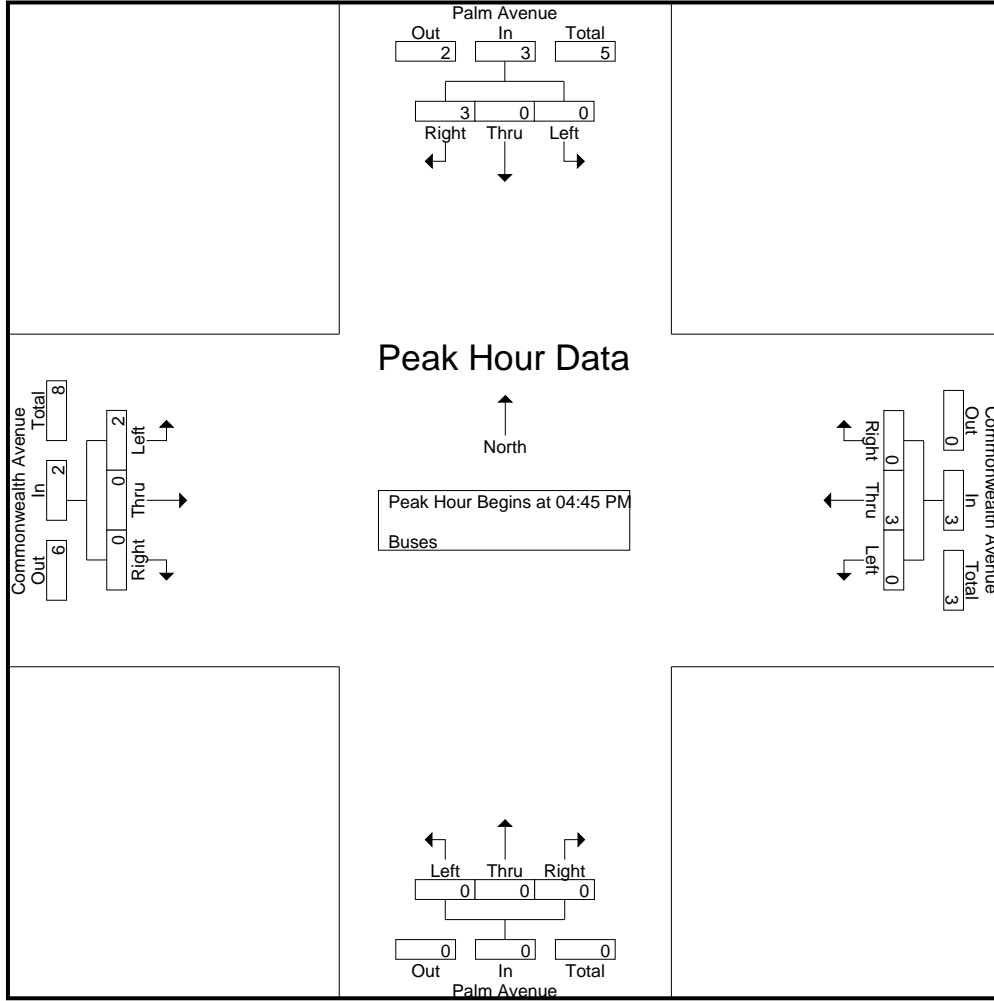 Palm Avenue
Out In Total
2 3 5
3 0 0
Right Thru Left
Peak Hour Data
North
Peak Hour Begins at 04:45 PM
Buses
Commonwealth Avenue
Total In Out
8 2 6
2 0 0
Left Thru Right
Commonwealth Avenue
Out In Total
0 3 3
0 3 0
Right Thru Left
Left Thru Right
0 0 0
0 0 0
Out In Total
Palm Avenue